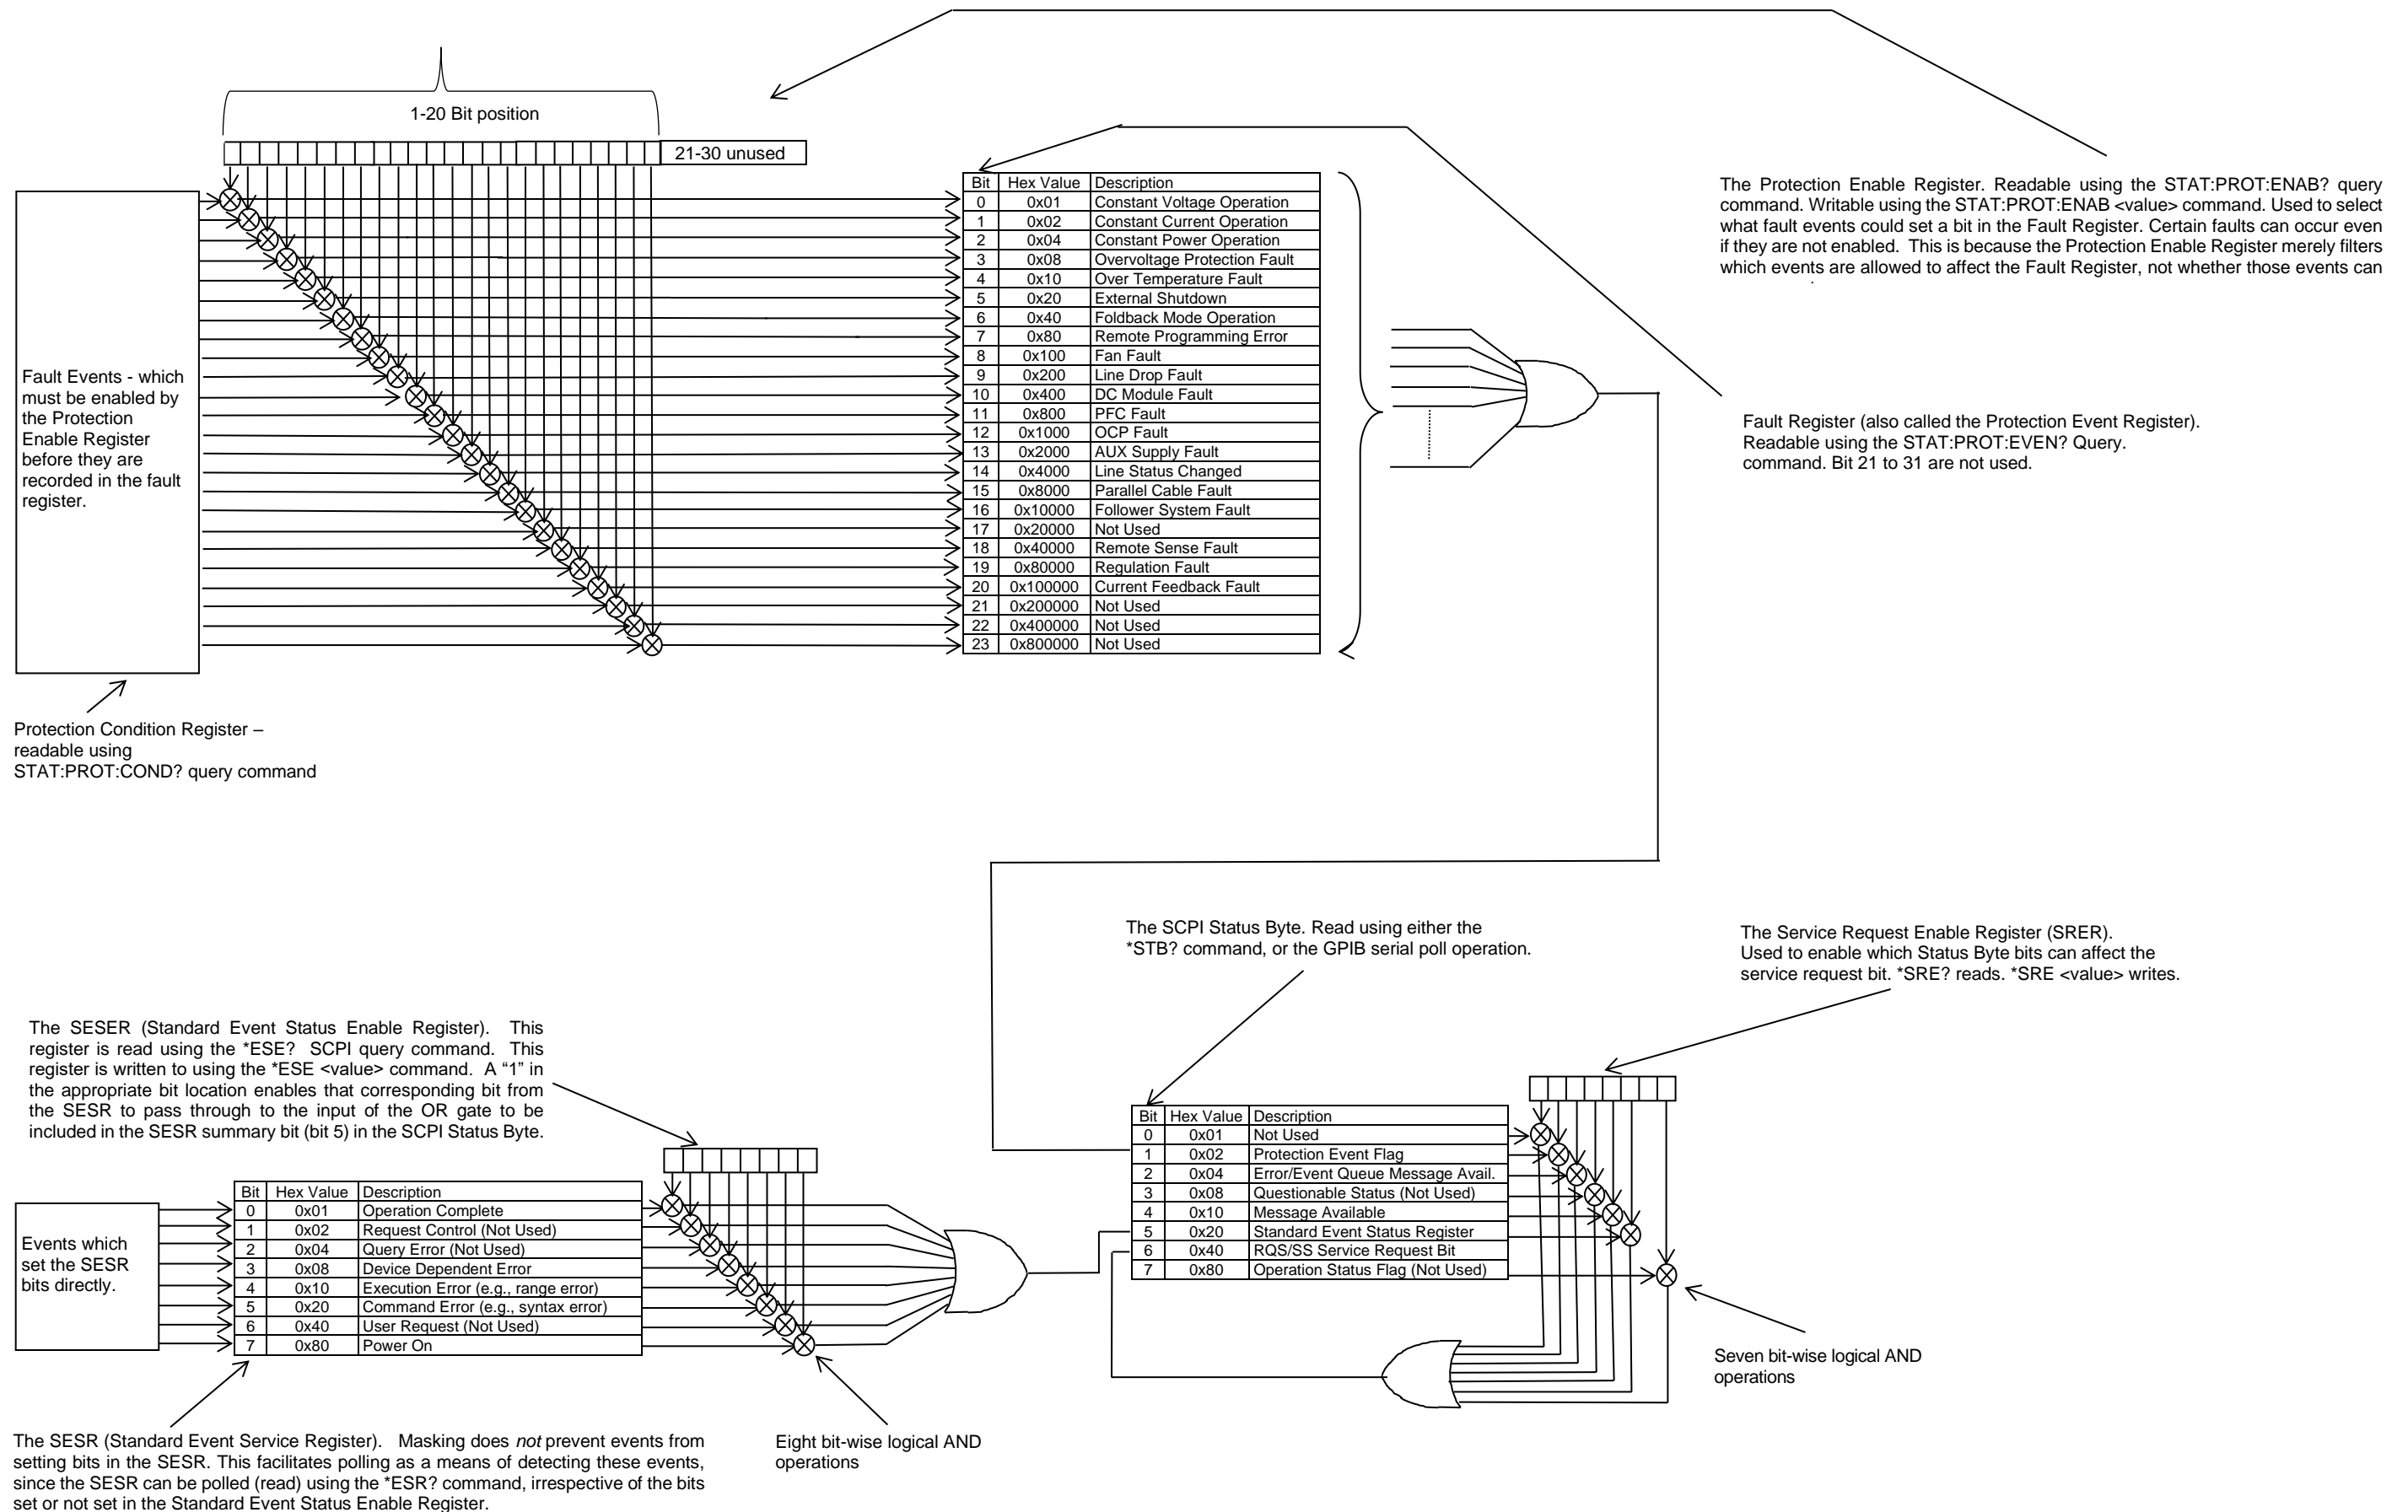 1-20 Bit position
21-30 unused
Fault Events - which
must be enabled by
the Protection
Enable Register
before they are
recorded in the fault
register.
Protection Condition Register –
readable using
STAT:PROT:COND? query command
Bit Hex Value Description
0 0x01 Constant Voltage Operation
1 0x02 Constant Current Operation
2 0x04 Constant Power Operation
3 0x08 Overvoltage Protection Fault
4 0x10 Over Temperature Fault
5 0x20 External Shutdown
6 0x40 Foldback Mode Operation
7 0x80 Remote Programming Error
8 0x100 Fan Fault
9 0x200 Line Drop Fault
10 0x400 DC Module Fault
11 0x800 PFC Fault
12 0x1000 OCP Fault
13 0x2000 AUX Supply Fault
14 0x4000 Line Status Changed
15 0x8000 Parallel Cable Fault
16 0x10000 Follower System Fault
17 0x20000 Not Used
18 0x40000 Remote Sense Fault
19 0x80000 Regulation Fault
20 0x100000 Current Feedback Fault
21 0x200000 Not Used
22 0x400000 Not Used
23 0x800000 Not Used
The Protection Enable Register. Readable using the STAT:PROT:ENAB? query
command. Writable using the STAT:PROT:ENAB <value> command. Used to select
what fault events could set a bit in the Fault Register. Certain faults can occur even
if they are not enabled. This is because the Protection Enable Register merely filters
which events are allowed to affect the Fault Register, not whether those events can
Fault Register (also called the Protection Event Register).
Readable using the STAT:PROT:EVEN? Query.
command. Bit 21 to 31 are not used.
The SCPI Status Byte. Read using either the
*STB? command, or the GPIB serial poll operation.
The Service Request Enable Register (SRER).
Used to enable which Status Byte bits can affect the
service request bit. *SRE? reads. *SRE <value> writes.
The SESER (Standard Event Status Enable Register). This
register is read using the *ESE? SCPI query command. This
register is written to using the *ESE <value> command. A “1” in
the appropriate bit location enables that corresponding bit from
the SESR to pass through to the input of the OR gate to be
included in the SESR summary bit (bit 5) in the SCPI Status Byte.
Events which
set the SESR
bits directly.
Bit Hex Value Description
0 0x01 Operation Complete
1 0x02 Request Control (Not Used)
2 0x04 Query Error (Not Used)
3 0x08 Device Dependent Error
4 0x10 Execution Error (e.g., range error)
5 0x20 Command Error (e.g., syntax error)
6 0x40 User Request (Not Used)
7 0x80 Power On
Bit Hex Value Description
0 0x01 Not Used
1 0x02 Protection Event Flag
2 0x04 Error/Event Queue Message Avail.
3 0x08 Questionable Status (Not Used)
4 0x10 Message Available
5 0x20 Standard Event Status Register
6 0x40 RQS/SS Service Request Bit
7 0x80 Operation Status Flag (Not Used)
Seven bit-wise logical AND
operations
The SESR (Standard Event Service Register). Masking does not prevent events from
setting bits in the SESR. This facilitates polling as a means of detecting these events,
since the SESR can be polled (read) using the *ESR? command, irrespective of the bits
set or not set in the Standard Event Status Enable Register.
Eight bit-wise logical AND
operations